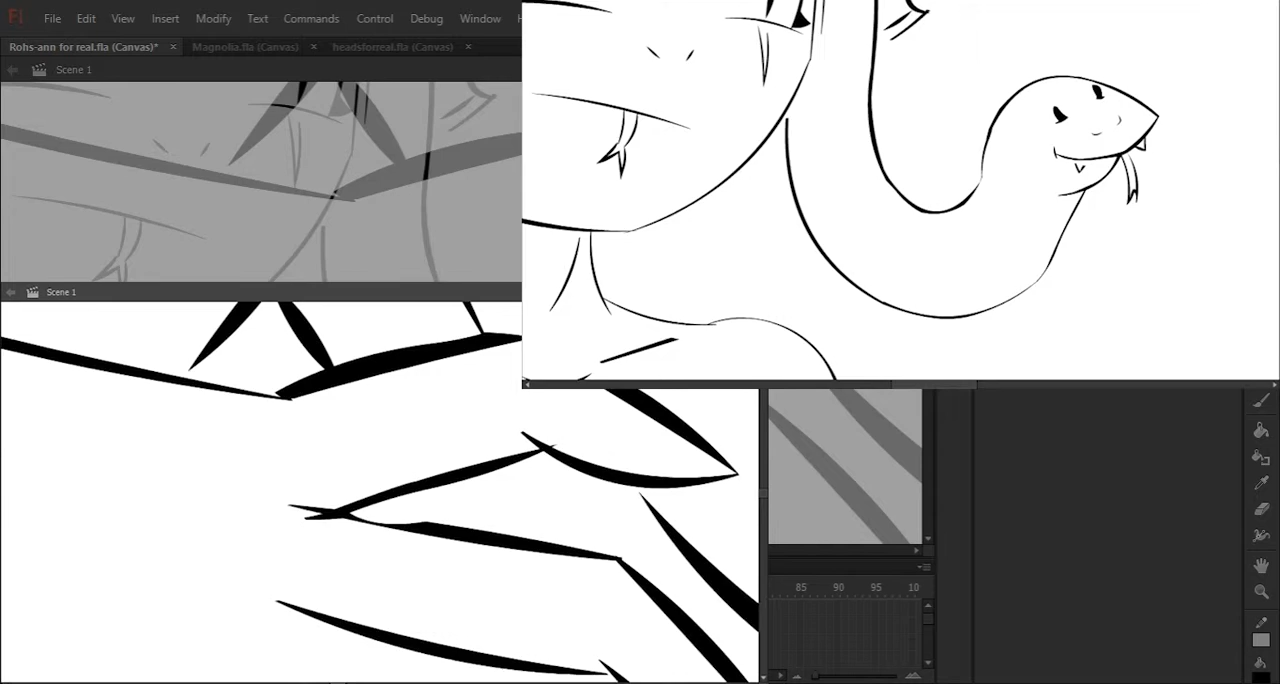 Fl File Edit View Insert Modify Text Commands Control Debug Window H
Rohs-ann for real.fla (Canvas)* × Magnolia.fla (Canvas) × headsforreal.fla (Canvas) ×
Scene 1
Scene 1
85 90 95 10